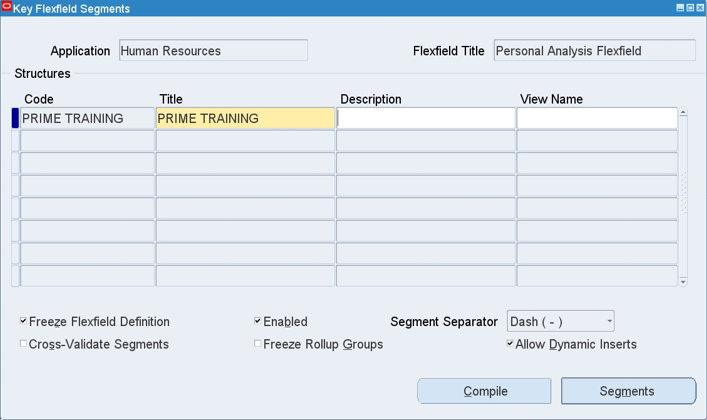 Key Flexfield Segments
Application Human Resources Flexfield Title Personal Analysis Flexfield
Structures
Code Title Description View Name
PRIME TRAINING PRIME TRAINING
Freeze Flexfield Definition Enabled Segment Separator Dash ( - )
Cross-Validate Segments Freeze Rollup Groups Allow Dynamic Inserts
Compile Segments